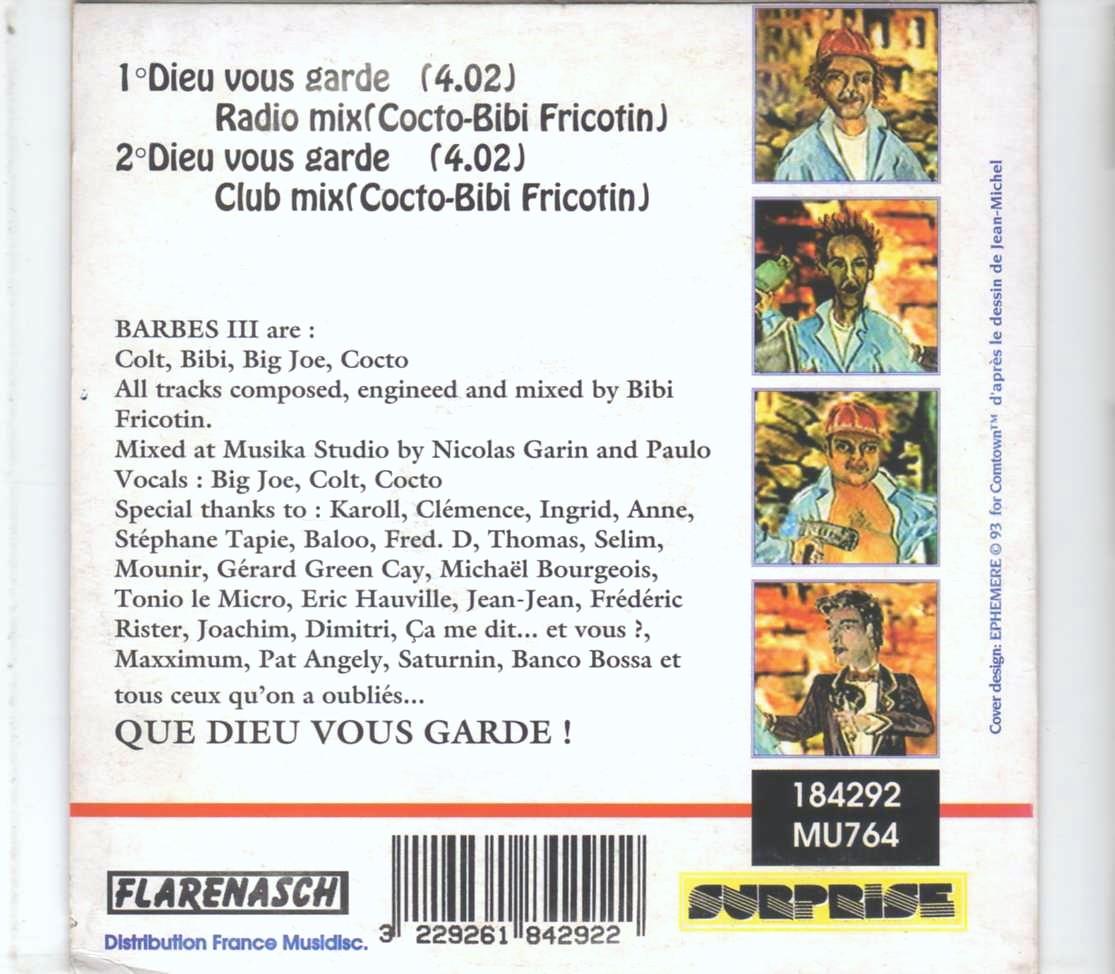 1°Dieu vous garde (4.02)
Radio mix(Cocto-Bibi Fricotin)
2°Dieu vous garde (4.02)
Club mix(Cocto-Bibi Fricotin)
BARBES III are :
Colt, Bibi, Big Joe, Cocto
All tracks composed, engineed and mixed by Bibi
Fricotin.
Mixed at Musika Studio by Nicolas Garin and Paulo
Vocals : Big Joe, Colt, Cocto
Special thanks to : Karoll, Clémence, Ingrid, Anne,
Stéphane Tapie, Baloo, Fred. D, Thomas, Selim,
Mounir, Gérard Green Cay, Michaël Bourgeois,
Tonio le Micro, Eric Hauville, Jean-Jean, Frédéric
Rister, Joachim, Dimitri, Ça me dit... et vous ?,
Maxximum, Pat Angely, Saturnin, Banco Bossa et
tous ceux qu'on a oubliés...
QUE DIEU VOUS GARDE !
Cover design: EPHEMERE © 93 for Comtown™ d'après le dessin de Jean-Michel
184292
MU764
FLARENASCH
Distribution France Musidisc.
3 229261 842922
SURPRISE